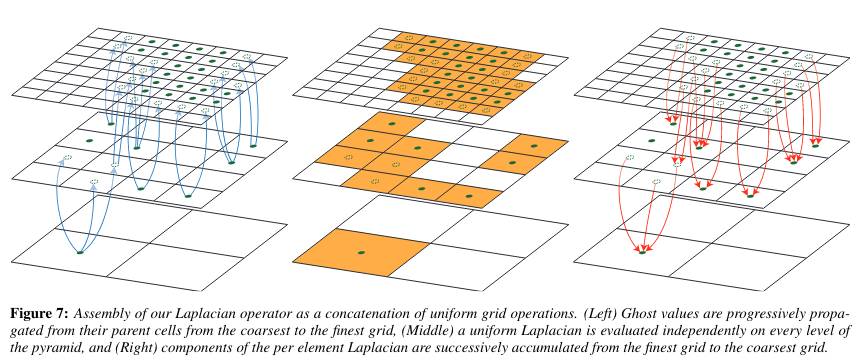 Figure 7: Assembly of our Laplacian operator as a concatenation of uniform grid operations. (Left) Ghost values are progressively propa-
gated from their parent cells from the coarsest to the finest grid, (Middle) a uniform Laplacian is evaluated independently on every level of
the pyramid, and (Right) components of the per element Laplacian are successively accumulated from the finest grid to the coarsest grid.